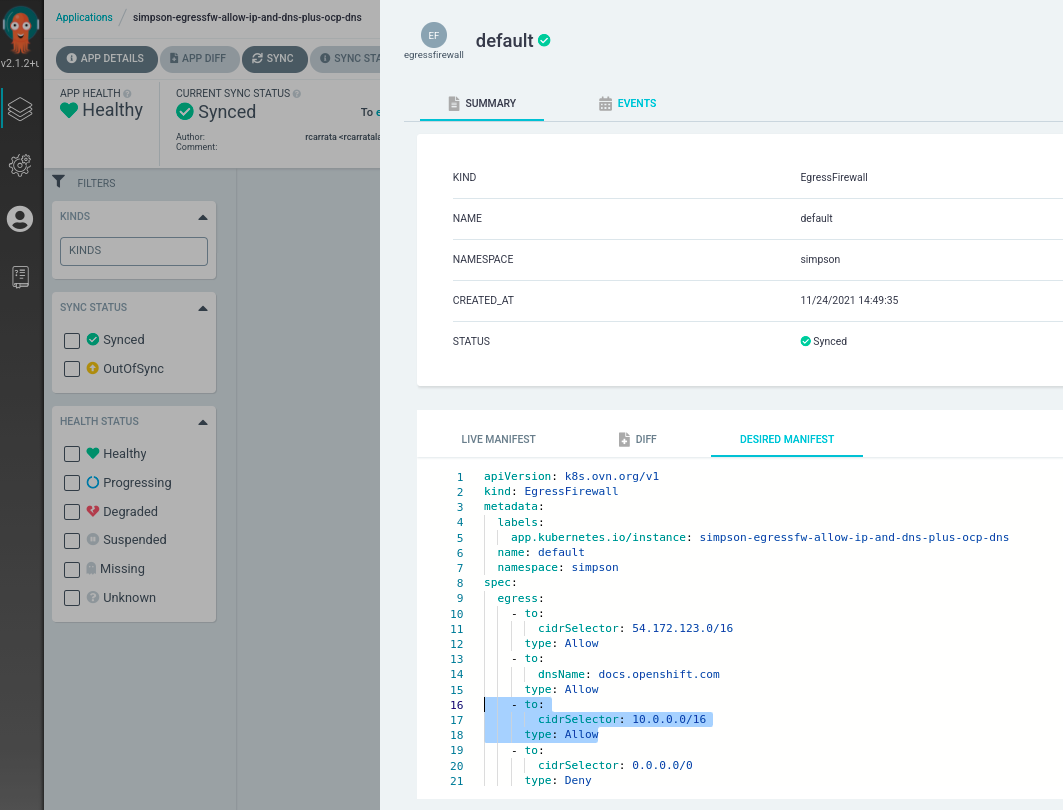 Applications / simpson-egressfw-allow-ip-and-dns-plus-ocp-dns
v2.1.2+
APP DETAILS
APP DIFF
SYNC
SYNC STA
APP HEALTH
Healthy
CURRENT SYNC STATUS
Synced
To e
Author:
rcarrata <rcarratala
Comment:
FILTERS
KINDS
KINDS
SYNC STATUS
Synced
OutOfSync
HEALTH STATUS
Healthy
Progressing
Degraded
Suspended
Missing
Unknown
EF
egressfirewall
default
SUMMARY
EVENTS
KIND EgressFirewall
NAME default
NAMESPACE simpson
CREATED_AT 11/24/2021 14:49:35
STATUS Synced
LIVE MANIFEST
DIFF
DESIRED MANIFEST
1 apiVersion: k8s.ovn.org/v1
2 kind: EgressFirewall
3 metadata:
4 labels:
5 app.kubernetes.io/instance: simpson-egressfw-allow-ip-and-dns-plus-ocp-dns
6 name: default
7 namespace: simpson
8 spec:
9 egress:
10 - to:
11 cidrSelector: 54.172.123.0/16
12 type: Allow
13 - to:
14 dnsName: docs.openshift.com
15 type: Allow
16 - to:
17 cidrSelector: 10.0.0.0/16
18 type: Allow
19 - to:
20 cidrSelector: 0.0.0.0/0
21 type: Deny